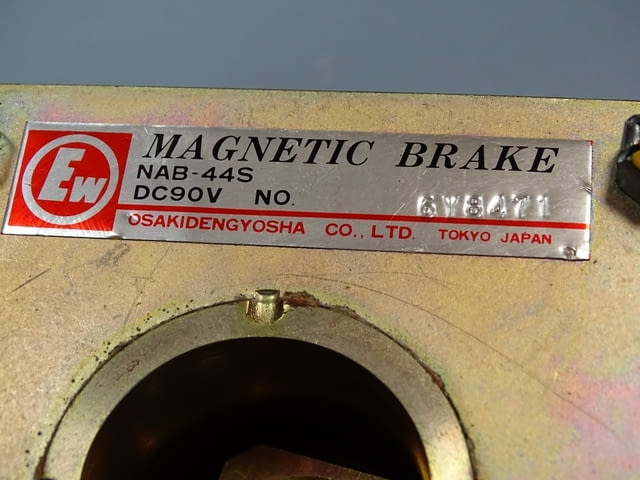 EW
MAGNETIC BRAKE
NAB-44S
DC90V NO. 6Y8471
OSAKIDENGYOSHA CO., LTD. TOKYO JAPAN